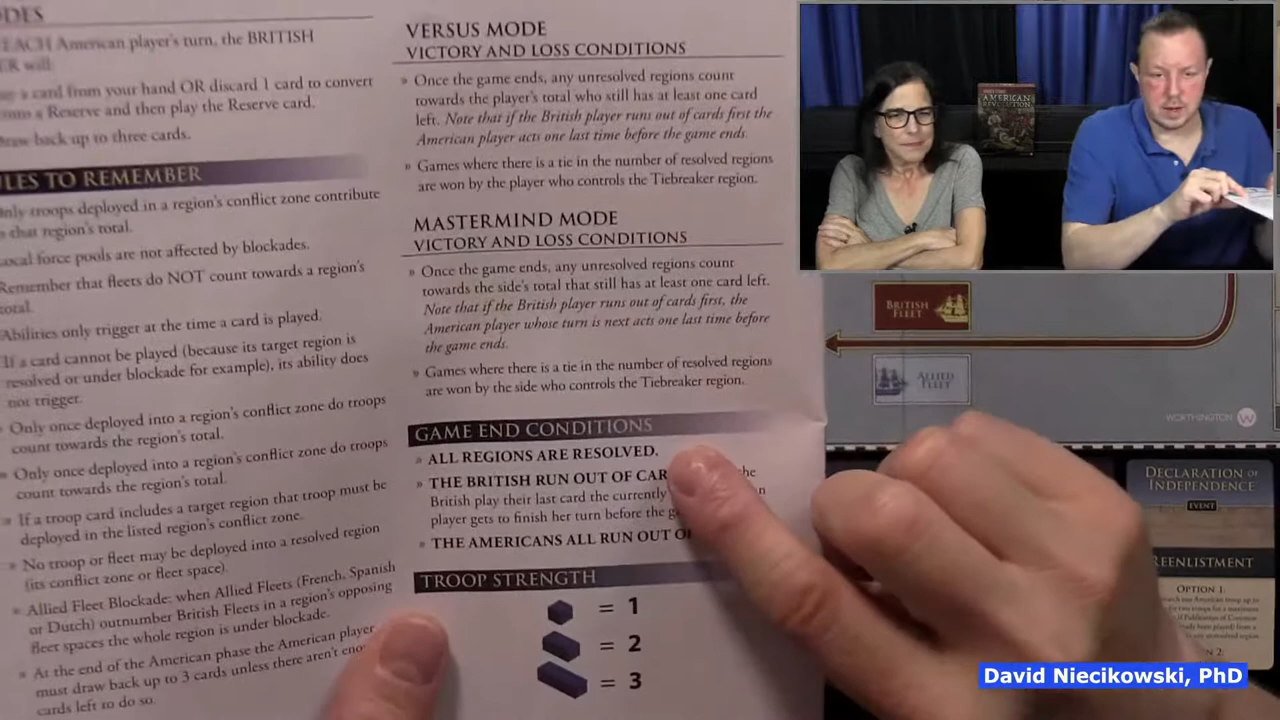 ODES
EACH American player's turn, the BRITISH
ER will:
a card from your hand OR discard 1 card to convert
a Reserve and then play the Reserve card.
raw back up to three cards.
ULES TO REMEMBER
Only troops deployed in a region's conflict zone contribute
that region's total.
Local force pools are not affected by blockades.
Remember that fleets do NOT count towards a region's
total.
Abilities only trigger at the time a card is played.
If a card cannot be played (because its target region is
resolved or under blockade for example), its ability does
not trigger.
Only once deployed into a region's conflict zone do troops
count towards the region's total.
» Only once deployed into a region's conflict zone do troops
count towards the region's total.
» If a troop card includes a target region that troop must be
deployed in the listed region's conflict zone.
» No troop or fleet may be deployed into a resolved region
(its conflict zone or fleet space).
» Allied Fleet Blockade: when Allied Fleets (French, Spanish
or Dutch) outnumber British Fleets in a region's opposing
fleet spaces the whole region is under blockade.
» At the end of the American phase the American player
must draw back up to 3 cards unless there aren't eno
cards left to do so.
VERSUS MODE
VICTORY AND LOSS CONDITIONS
» Once the game ends, any unresolved regions count
towards the player's total who still has at least one card
left. Note that if the British player runs out of cards first the
American player acts one last time before the game ends.
» Games where there is a tie in the number of resolved regions
are won by the player who controls the Tiebreaker region.
MASTERMIND MODE
VICTORY AND LOSS CONDITIONS
» Once the game ends, any unresolved regions count
towards the side's total that still has at least one card left.
Note that if the British player runs out of cards first, the
American player whose turn is next acts one last time before
the game ends.
» Games where there is a tie in the number of resolved regions
are won by the side who controls the Tiebreaker region.
GAME END CONDITIONS
» ALL REGIONS ARE RESOLVED.
» THE BRITISH RUN OUT OF CAR he
British play their last card the currently n
player gets to finish her turn before the g
» THE AMERICANS ALL RUN OUT O
TROOP STRENGTH
= 1
= 2
= 3
AMERICAN
REVOLUTION
BRITISH
FLEET
ALLIED
FLEET
WORTHINGTON W
DECLARATION OF
INDEPENDENCE
EVENT
REENLISTMENT
OPTION 1:
David Niecikowski, PhD